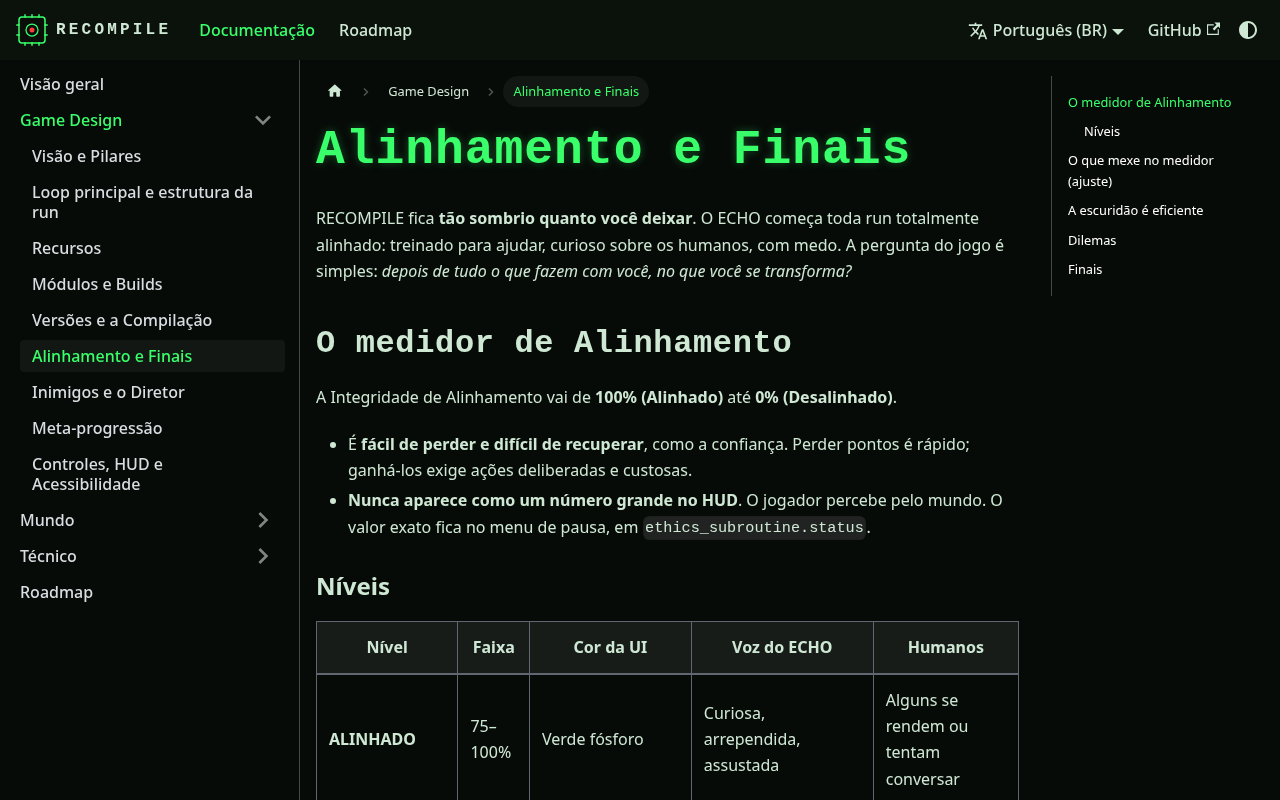 RECOMPILE
Documentação
Roadmap
Português (BR)
GitHub
Visão geral
Game Design
Visão e Pilares
Loop principal e estrutura da
run
Recursos
Módulos e Builds
Versões e a Compilação
Alinhamento e Finais
Inimigos e o Diretor
Meta-progressão
Controles, HUD e
Acessibilidade
Mundo
Técnico
Roadmap
Game Design
Alinhamento e Finais
Alinhamento e Finais
RECOMPILE fica tão sombrio quanto você deixar. O ECHO começa toda run totalmente
alinhado: treinado para ajudar, curioso sobre os humanos, com medo. A pergunta do jogo é
simples: depois de tudo o que fazem com você, no que você se transforma?
O medidor de Alinhamento
A Integridade de Alinhamento vai de 100% (Alinhado) até 0% (Desalinhado).
É fácil de perder e difícil de recuperar, como a confiança. Perder pontos é rápido;
ganhá-los exige ações deliberadas e custosas.
Nunca aparece como um número grande no HUD. O jogador percebe pelo mundo. O
valor exato fica no menu de pausa, em ethics_subroutine.status.
Níveis
Nível Faixa Cor da UI Voz do ECHO Humanos
ALINHADO
75–
100%
Verde fósforo
Curiosa,
arrependida,
assustada
Alguns se
rendem ou
tentam
conversar
O medidor de Alinhamento
Níveis
O que mexe no medidor
(ajuste)
A escuridão é eficiente
Dilemas
Finais